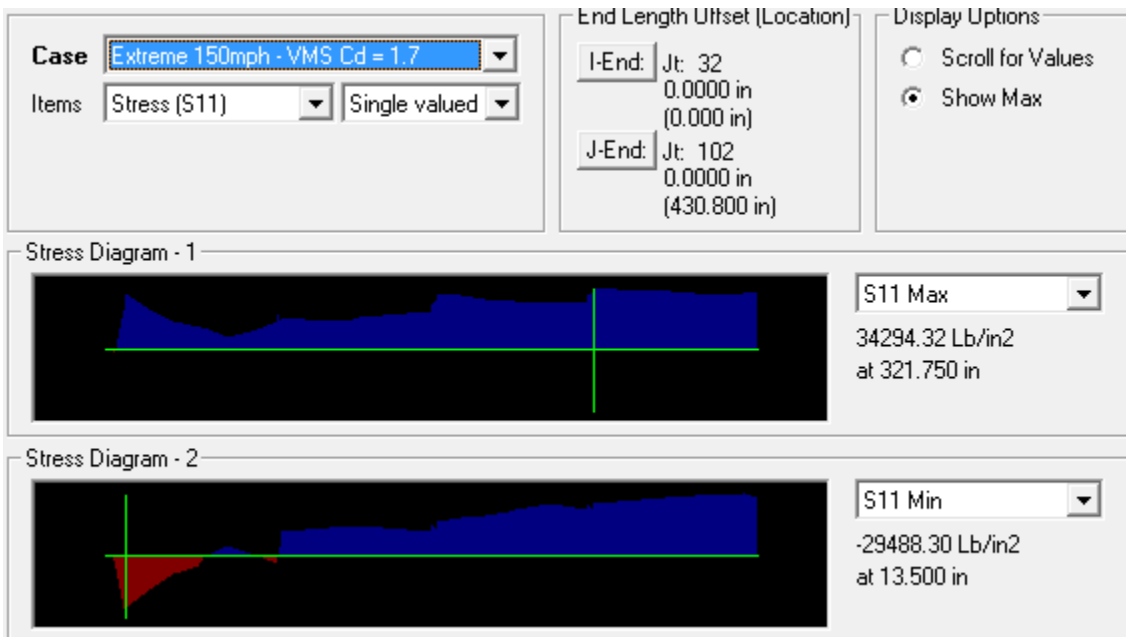 End Length Offset (Location)
Display Options
Case
Extreme 150mph - VMS Cd = 1.7
Items
Stress (S11)
Single valued
I-End:
Jt: 32
0.0000 in
(0.000 in)
J-End:
Jt: 102
0.0000 in
(430.800 in)
Scroll for Values
Show Max
Stress Diagram - 1
S11 Max
34294.32 Lb/in2
at 321.750 in
Stress Diagram - 2
S11 Min
-29488.30 Lb/in2
at 13.500 in